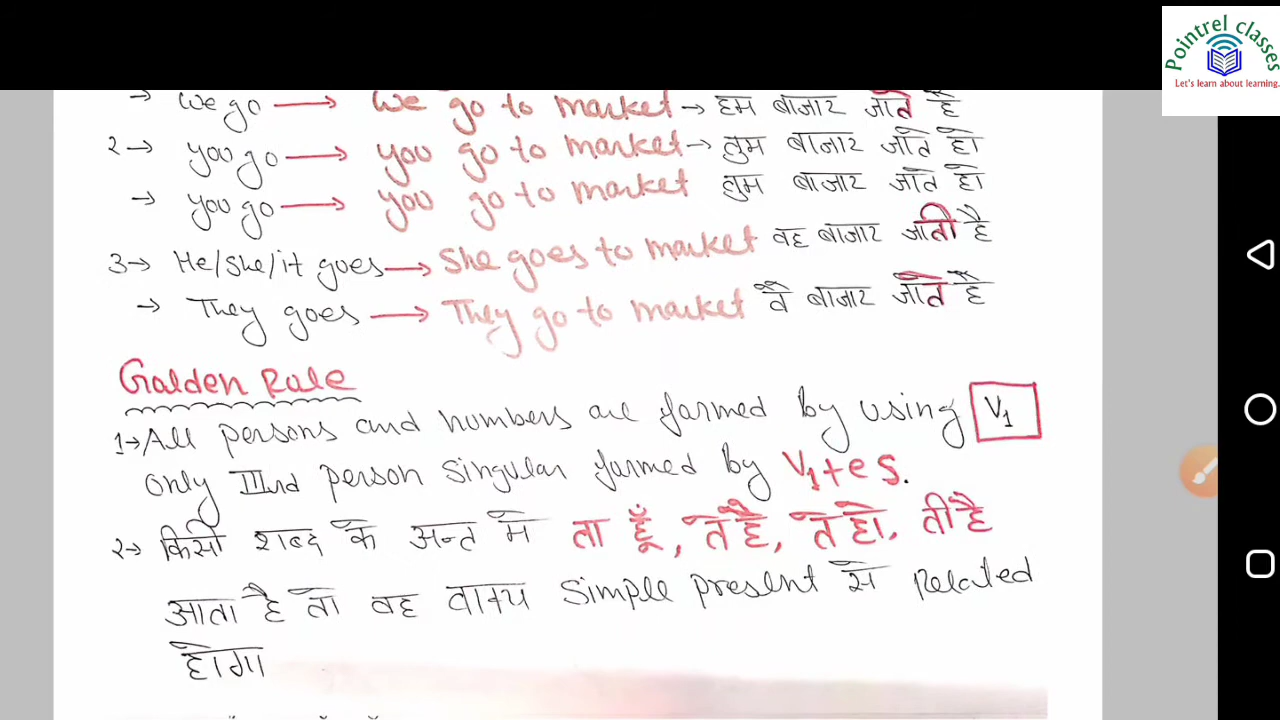 Pointrel classes
Let's learn about learning.
→ We go → We go to market → हम बाजार जाते है
2→ you go → you go to market → तुम बाजार जाते हो
→ you go → you go to market तुम बाजार जाते हो
3→ He/she/it goes → She goes to market वह बाजार जाती है
→ They goes → They go to market वे बाजार जाते है
Golden Rule
1→ All persons and numbers are farmed by using V1
only IIIrd person singular farmed by V1+es.
2→ किसी शब्द के अन्त मे ता हूँ, ते है, ते हो, ती है
आता है तो वह वाक्य simple present से related
होगा